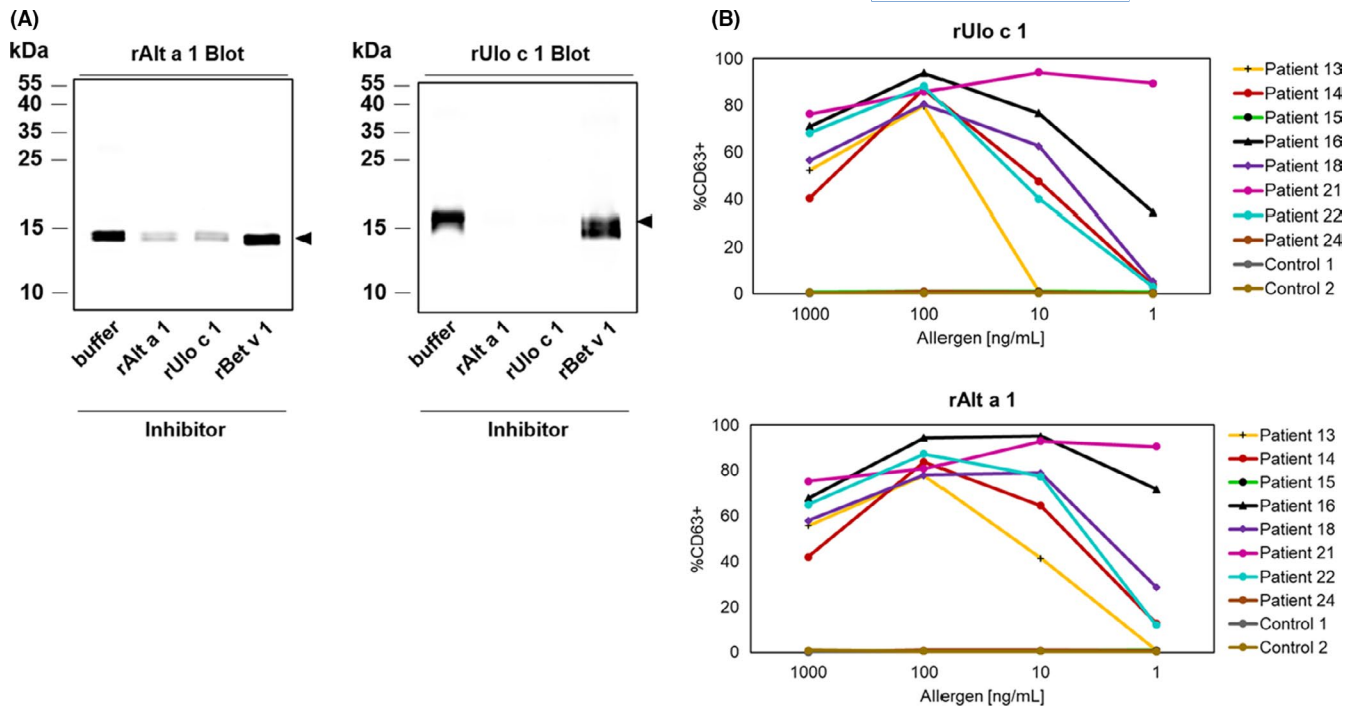 (A)
kDa
rAlt a 1 Blot
55
40
35
25
15
10
buffer
rAlt a 1
rUlo c 1
rBet v 1
Inhibitor
kDa
rUlo c 1 Blot
55
40
35
25
15
10
buffer
rAlt a 1
rUlo c 1
rBet v 1
Inhibitor
(B)
rUlo c 1
%CD63+
100
80
60
40
20
0
1000 100 10 1
Allergen [ng/mL]
Patient 13
Patient 14
Patient 15
Patient 16
Patient 18
Patient 21
Patient 22
Patient 24
Control 1
Control 2
rAlt a 1
%CD63+
100
80
60
40
20
0
1000 100 10 1
Allergen [ng/mL]
Patient 13
Patient 14
Patient 15
Patient 16
Patient 18
Patient 21
Patient 22
Patient 24
Control 1
Control 2